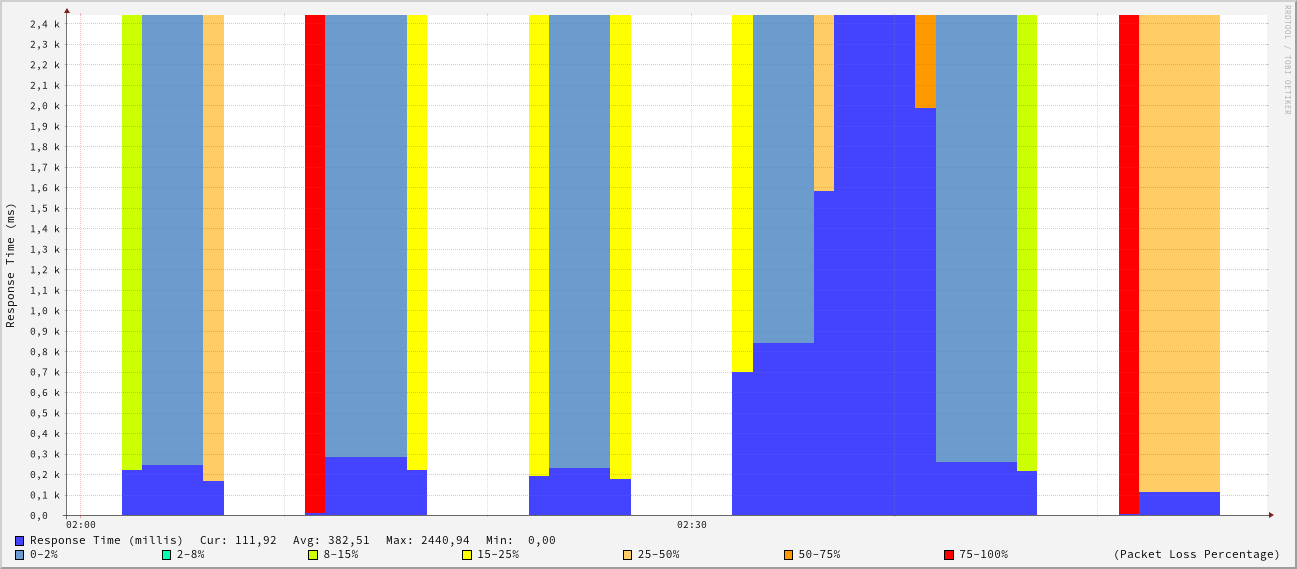 RRDTOOL / TOBI OETIKER
Response Time (ms)
2,4 k
2,3 k
2,2 k
2,1 k
2,0 k
1,9 k
1,8 k
1,7 k
1,6 k
1,5 k
1,4 k
1,3 k
1,2 k
1,1 k
1,0 k
0,9 k
0,8 k
0,7 k
0,6 k
0,5 k
0,4 k
0,3 k
0,2 k
0,1 k
0,0
02:00 02:30
Response Time (millis) Cur: 111,92 Avg: 382,51 Max: 2440,94 Min: 0,00
0-2% 2-8% 8-15% 15-25% 25-50% 50-75% 75-100% (Packet Loss Percentage)